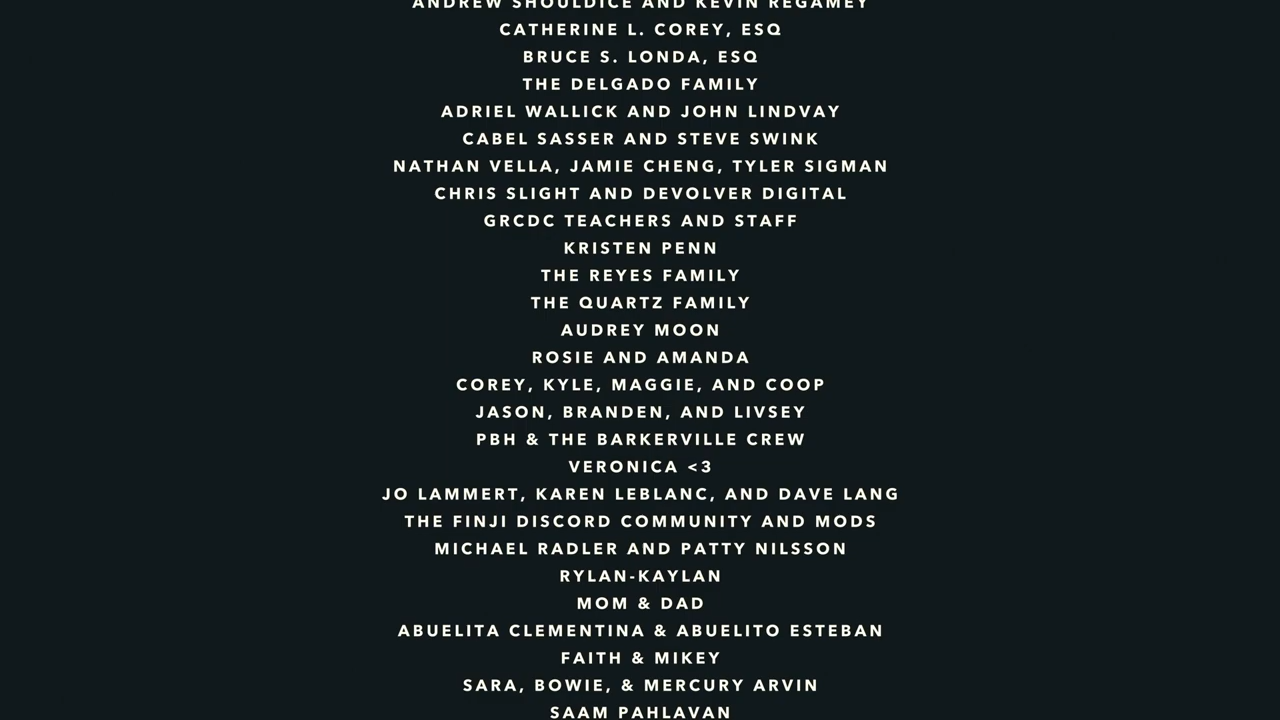 ANDREW SHOULDICE AND KEVIN REGAMEY
CATHERINE L. COREY, ESQ
BRUCE S. LONDA, ESQ
THE DELGADO FAMILY
ADRIEL WALLICK AND JOHN LINDVAY
CABEL SASSER AND STEVE SWINK
NATHAN VELLA, JAMIE CHENG, TYLER SIGMAN
CHRIS SLIGHT AND DEVOLVER DIGITAL
GRCDC TEACHERS AND STAFF
KRISTEN PENN
THE REYES FAMILY
THE QUARTZ FAMILY
AUDREY MOON
ROSIE AND AMANDA
COREY, KYLE, MAGGIE, AND COOP
JASON, BRANDEN, AND LIVSEY
PBH & THE BARKERVILLE CREW
VERONICA <3
JO LAMMERT, KAREN LEBLANC, AND DAVE LANG
THE FINJI DISCORD COMMUNITY AND MODS
MICHAEL RADLER AND PATTY NILSSON
RYLAN-KAYLAN
MOM & DAD
ABUELITA CLEMENTINA & ABUELITO ESTEBAN
FAITH & MIKEY
SARA, BOWIE, & MERCURY ARVIN
SAAM PAHLAVAN